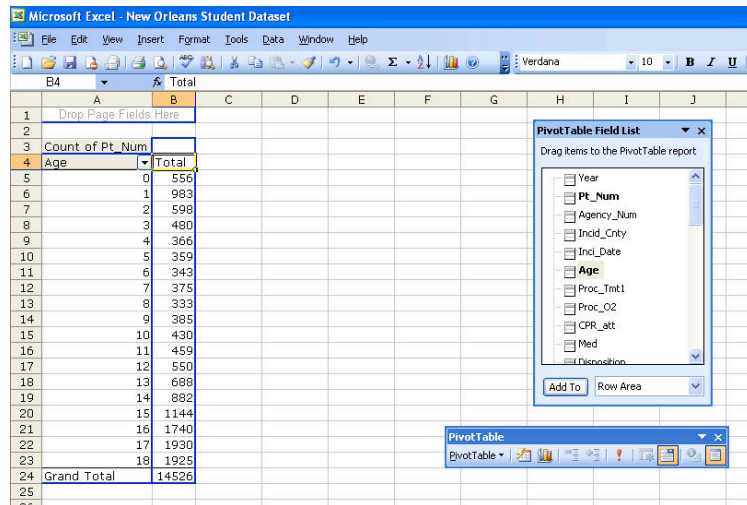 Microsoft Excel - New Orleans Student Dataset
File Edit View Insert Format Tools Data Window Help
Verdana 10 B I U
B4 fx Total
A B C D E F G H I J
1 Drop Page Fields Here
2
3 Count of Pt_Num
4 Age Total
5 0 556
6 1 983
7 2 598
8 3 480
9 4 366
10 5 359
11 6 343
12 7 375
13 8 333
14 9 385
15 10 430
16 11 459
17 12 550
18 13 688
19 14 882
20 15 1144
21 16 1740
22 17 1930
23 18 1925
24 Grand Total 14526
25
PivotTable Field List
Drag items to the PivotTable report
Year
Pt_Num
Agency_Num
Incid_Cnty
Inci_Date
Age
Proc_Tmt1
Proc_O2
CPR_att
Med
Disposition
Add To Row Area
PivotTable
PivotTable